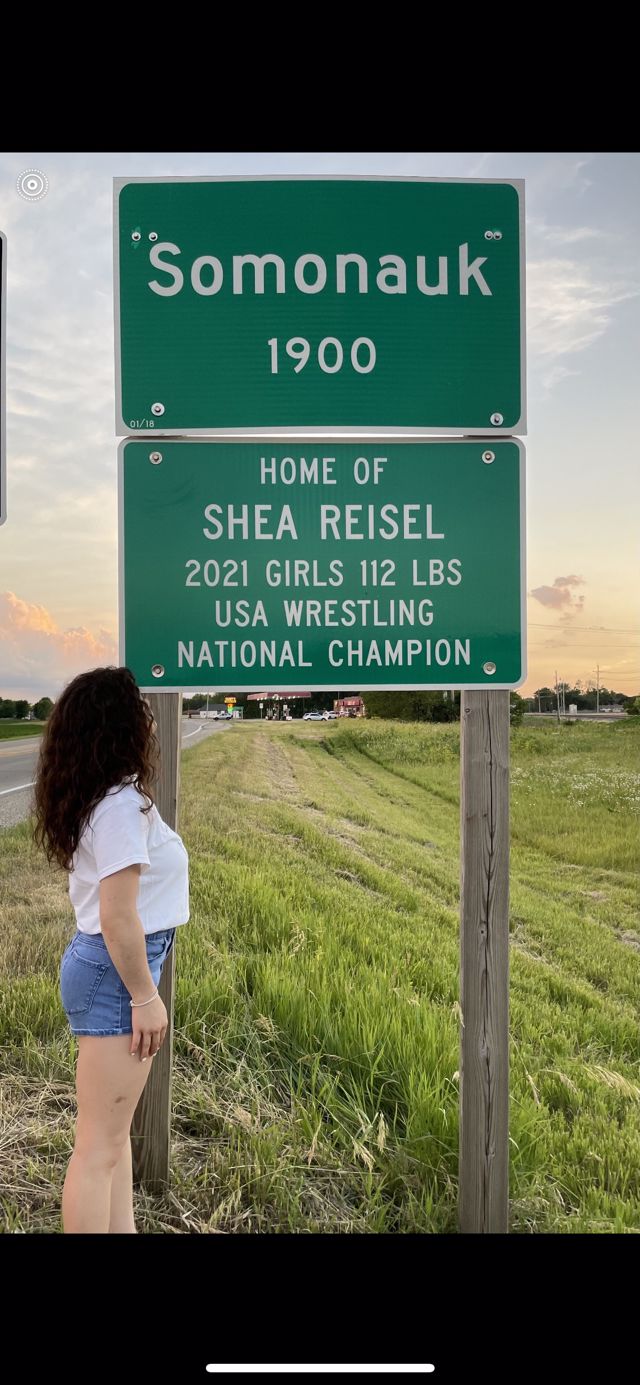 Somonauk
1900
01/18
HOME OF
SHEA REISEL
2021 GIRLS 112 LBS
USA WRESTLING
NATIONAL CHAMPION